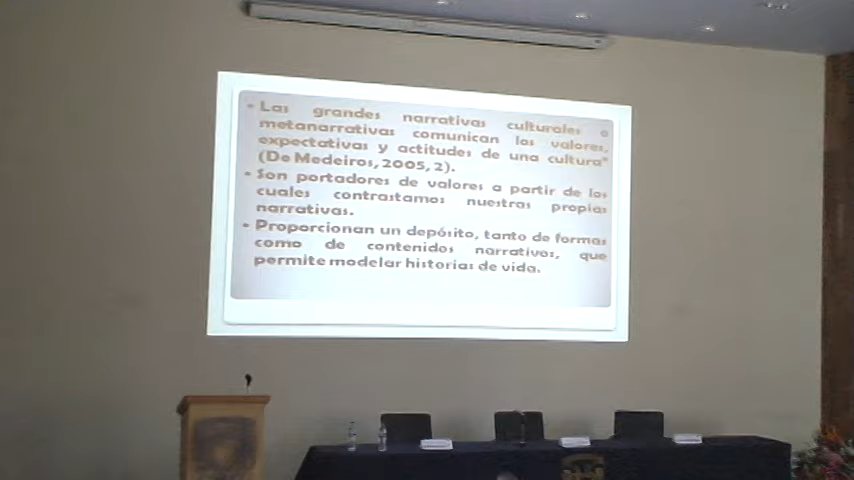 • Las grandes narrativas culturales o
metanarrativas comunican los valores,
expectativas y actitudes de una cultura"
(De Medeiros, 2005, 2).
• Son portadores de valores a partir de los
cuales contrastamos nuestras propias
narrativas.
• Proporcionan un depósito, tanto de formas
como de contenidos narrativos, que
permite modelar historias de vida.